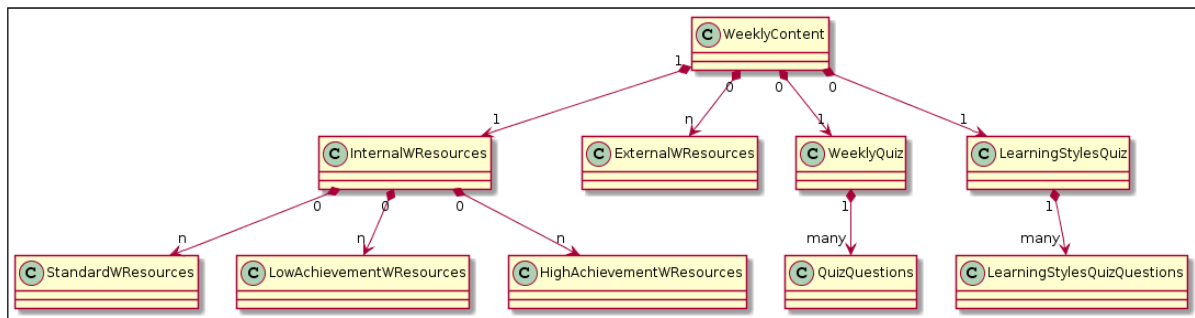 C WeeklyContent
1 0 0 0
1 n 1 1
C InternalWResources C ExternalWResources C WeeklyQuiz C LearningStylesQuiz
0 0 0 1 1
n n n many many
C StandardWResources C LowAchievementWResources C HighAchievementWResources C QuizQuestions C LearningStylesQuizQuestions